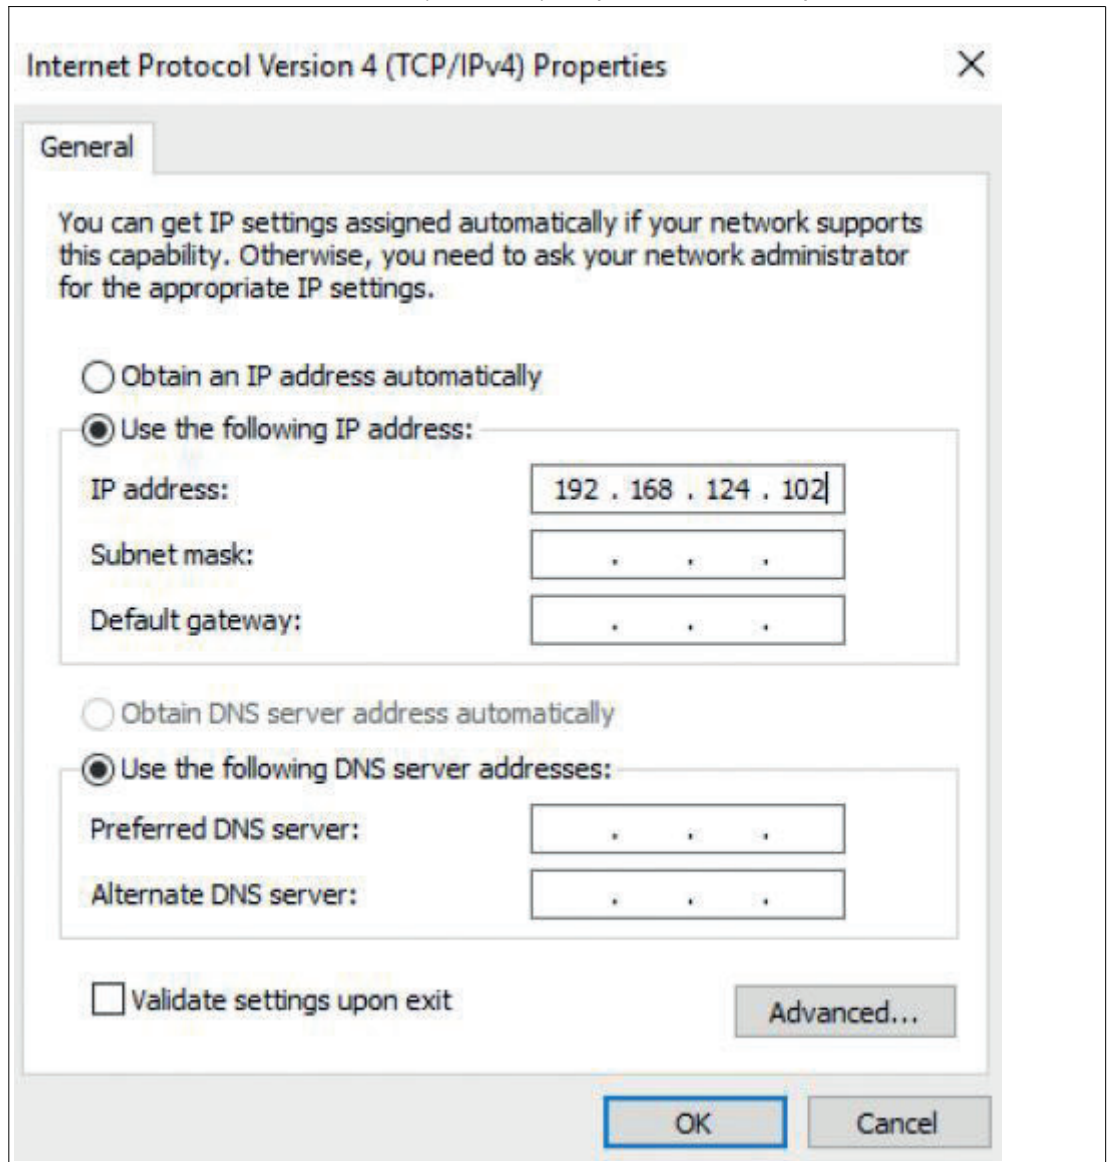 Internet Protocol Version 4 (TCP/IPv4) Properties
General
You can get IP settings assigned automatically if your network supports
this capability. Otherwise, you need to ask your network administrator
for the appropriate IP settings.
Obtain an IP address automatically
Use the following IP address:
IP address: 192 . 168 . 124 . 102
Subnet mask: . . .
Default gateway: . . .
Obtain DNS server address automatically
Use the following DNS server addresses:
Preferred DNS server: . . .
Alternate DNS server: . . .
Validate settings upon exit
Advanced...
OK Cancel